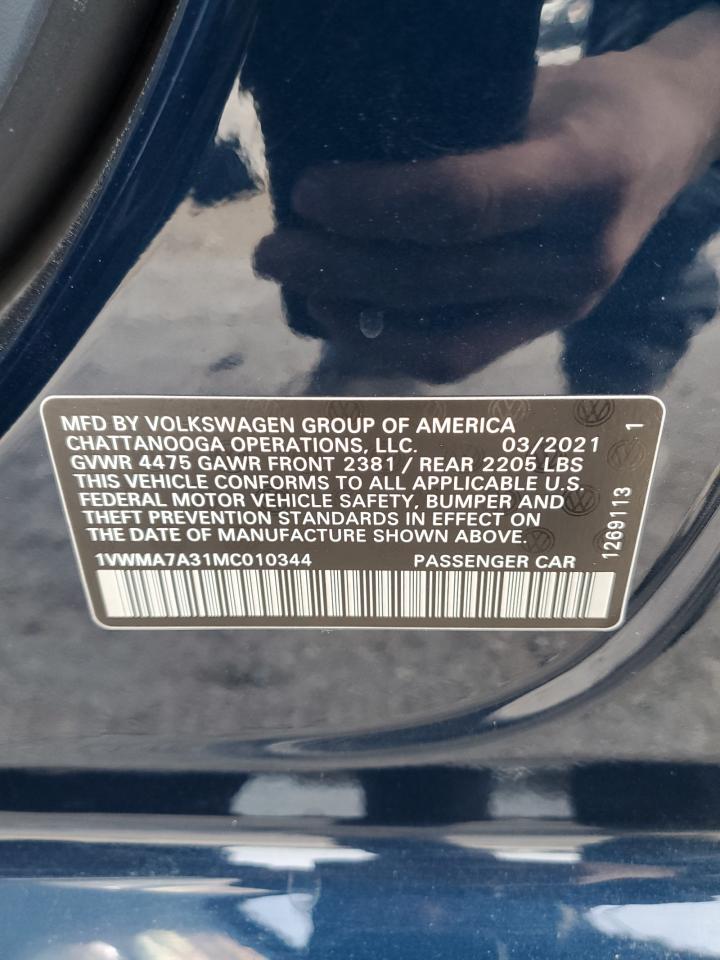 MFD BY VOLKSWAGEN GROUP OF AMERICA
CHATTANOOGA OPERATIONS, LLC. 03/2021
GVWR 4475 GAWR FRONT 2381 / REAR 2205 LBS
THIS VEHICLE CONFORMS TO ALL APPLICABLE U.S.
FEDERAL MOTOR VEHICLE SAFETY, BUMPER AND
THEFT PREVENTION STANDARDS IN EFFECT ON
THE DATE OF MANUFACTURE SHOWN ABOVE.
1VWMA7A31MC010344 PASSENGER CAR
1269113 1